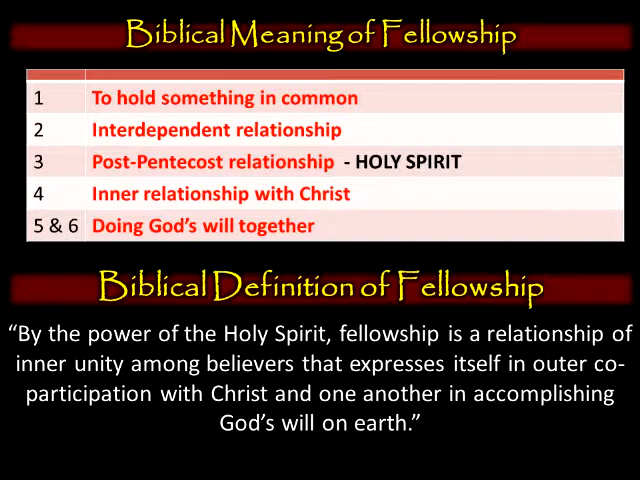 Biblical Meaning of Fellowship
1 To hold something in common
2 Interdependent relationship
3 Post-Pentecost relationship - HOLY SPIRIT
4 Inner relationship with Christ
5 & 6 Doing God’s will together
Biblical Definition of Fellowship
“By the power of the Holy Spirit, fellowship is a relationship of
inner unity among believers that expresses itself in outer co-
participation with Christ and one another in accomplishing
God’s will on earth.”